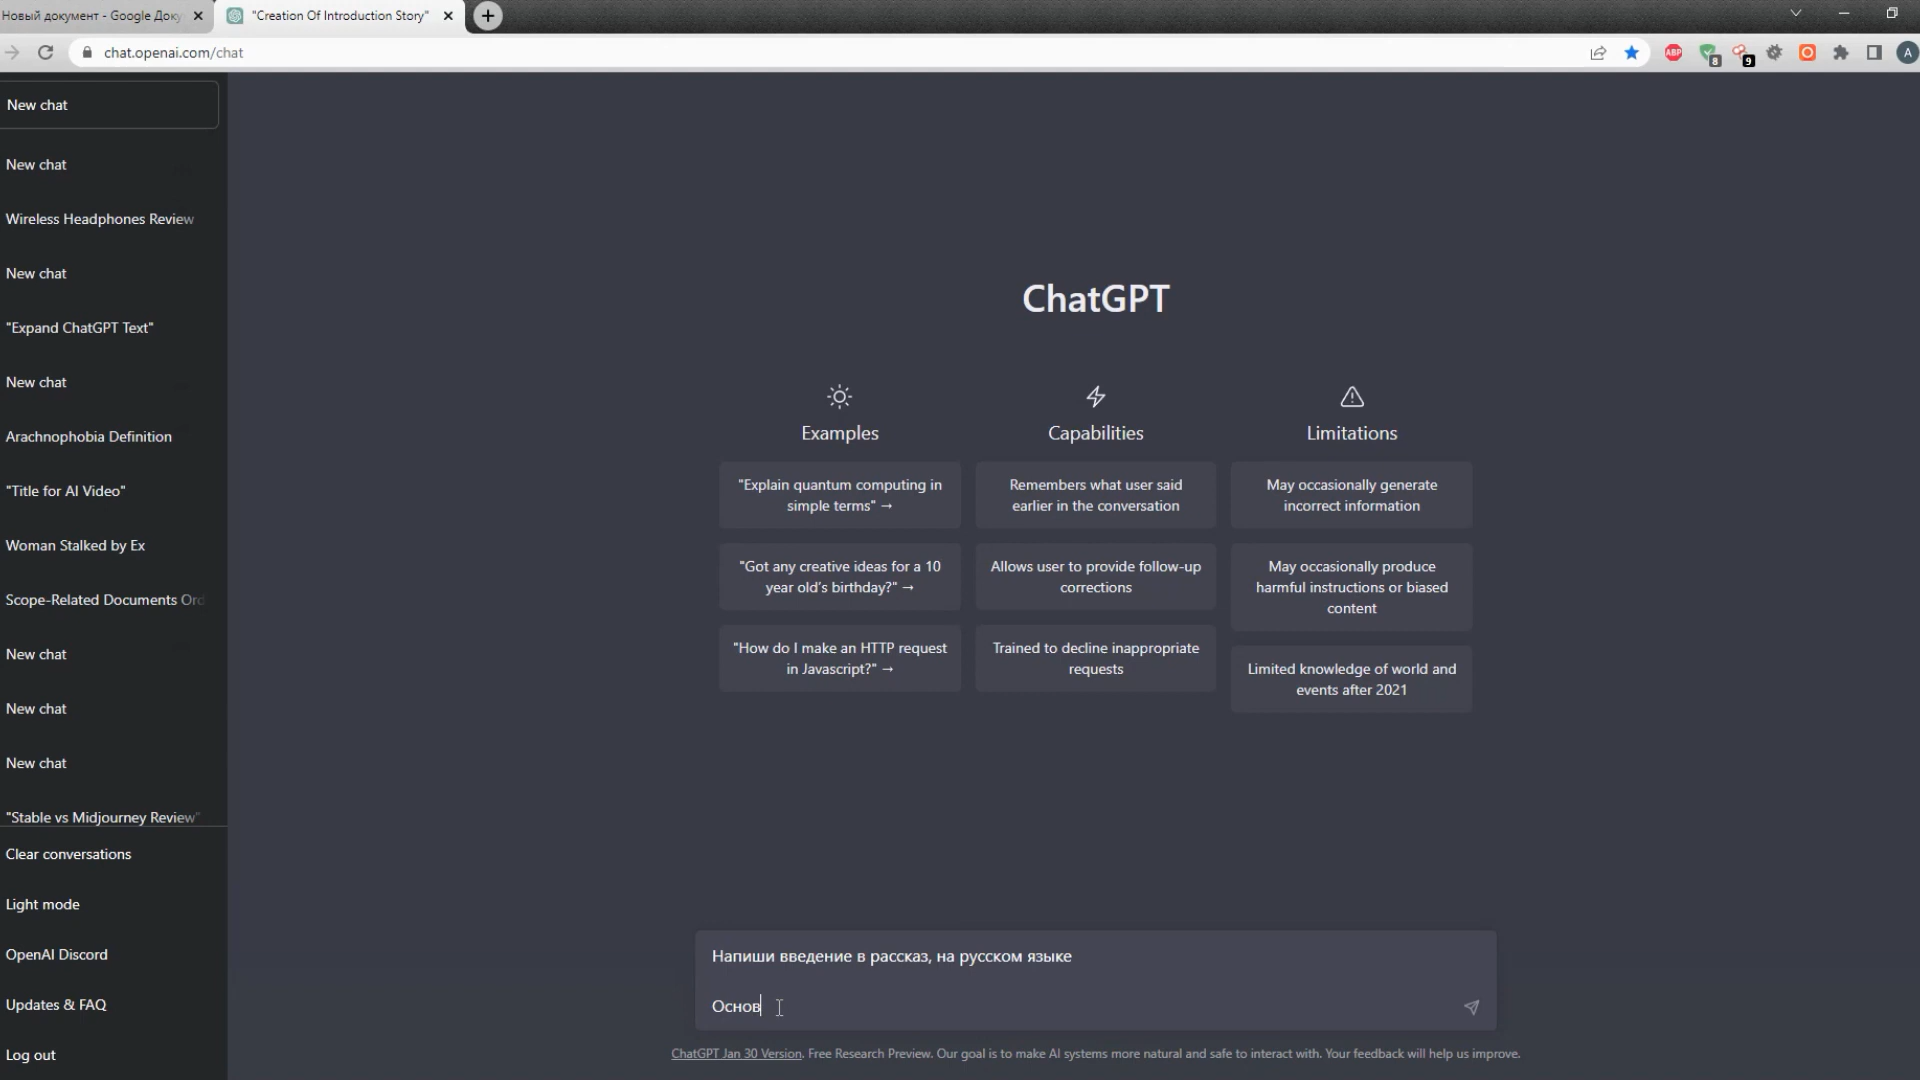 Новый документ - Google Доку
"Creation Of Introduction Story"
chat.openai.com/chat
ABP
8
9
A
New chat
New chat
Wireless Headphones Review
New chat
"Expand ChatGPT Text"
New chat
Arachnophobia Definition
"Title for AI Video"
Woman Stalked by Ex
Scope-Related Documents Ord
New chat
New chat
New chat
"Stable vs Midjourney Review"
Clear conversations
Light mode
OpenAI Discord
Updates & FAQ
Log out
ChatGPT
Examples
"Explain quantum computing in
simple terms" →
"Got any creative ideas for a 10
year old's birthday?" →
"How do I make an HTTP request
in Javascript?" →
Capabilities
Remembers what user said
earlier in the conversation
Allows user to provide follow-up
corrections
Trained to decline inappropriate
requests
Limitations
May occasionally generate
incorrect information
May occasionally produce
harmful instructions or biased
content
Limited knowledge of world and
events after 2021
Напиши введение в рассказ, на русском языке
Основ
ChatGPT Jan 30 Version. Free Research Preview. Our goal is to make AI systems more natural and safe to interact with. Your feedback will help us improve.